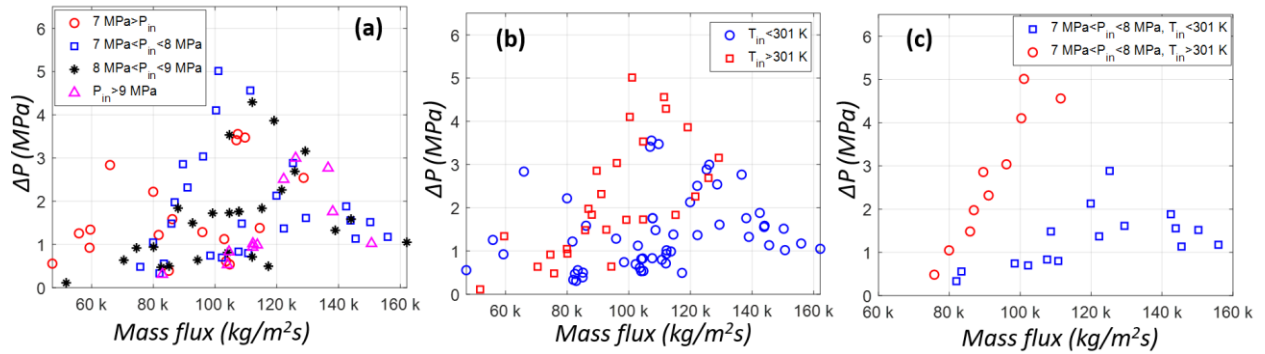 (a)
7 MPa>P_in
7 MPa<P_in<8 MPa
8 MPa<P_in<9 MPa
P_in>9 MPa
ΔP (MPa)
6
5
4
3
2
1
0
60 k 80 k 100 k 120 k 140 k 160 k
Mass flux (kg/m²s)
(b)
T_in<301 K
T_in>301 K
ΔP (MPa)
6
5
4
3
2
1
0
60 k 80 k 100 k 120 k 140 k 160 k
Mass flux (kg/m²s)
(c)
7 MPa<P_in<8 MPa, T_in<301 K
7 MPa<P_in<8 MPa, T_in>301 K
ΔP (MPa)
6
5
4
3
2
1
0
60 k 80 k 100 k 120 k 140 k 160 k
Mass flux (kg/m²s)